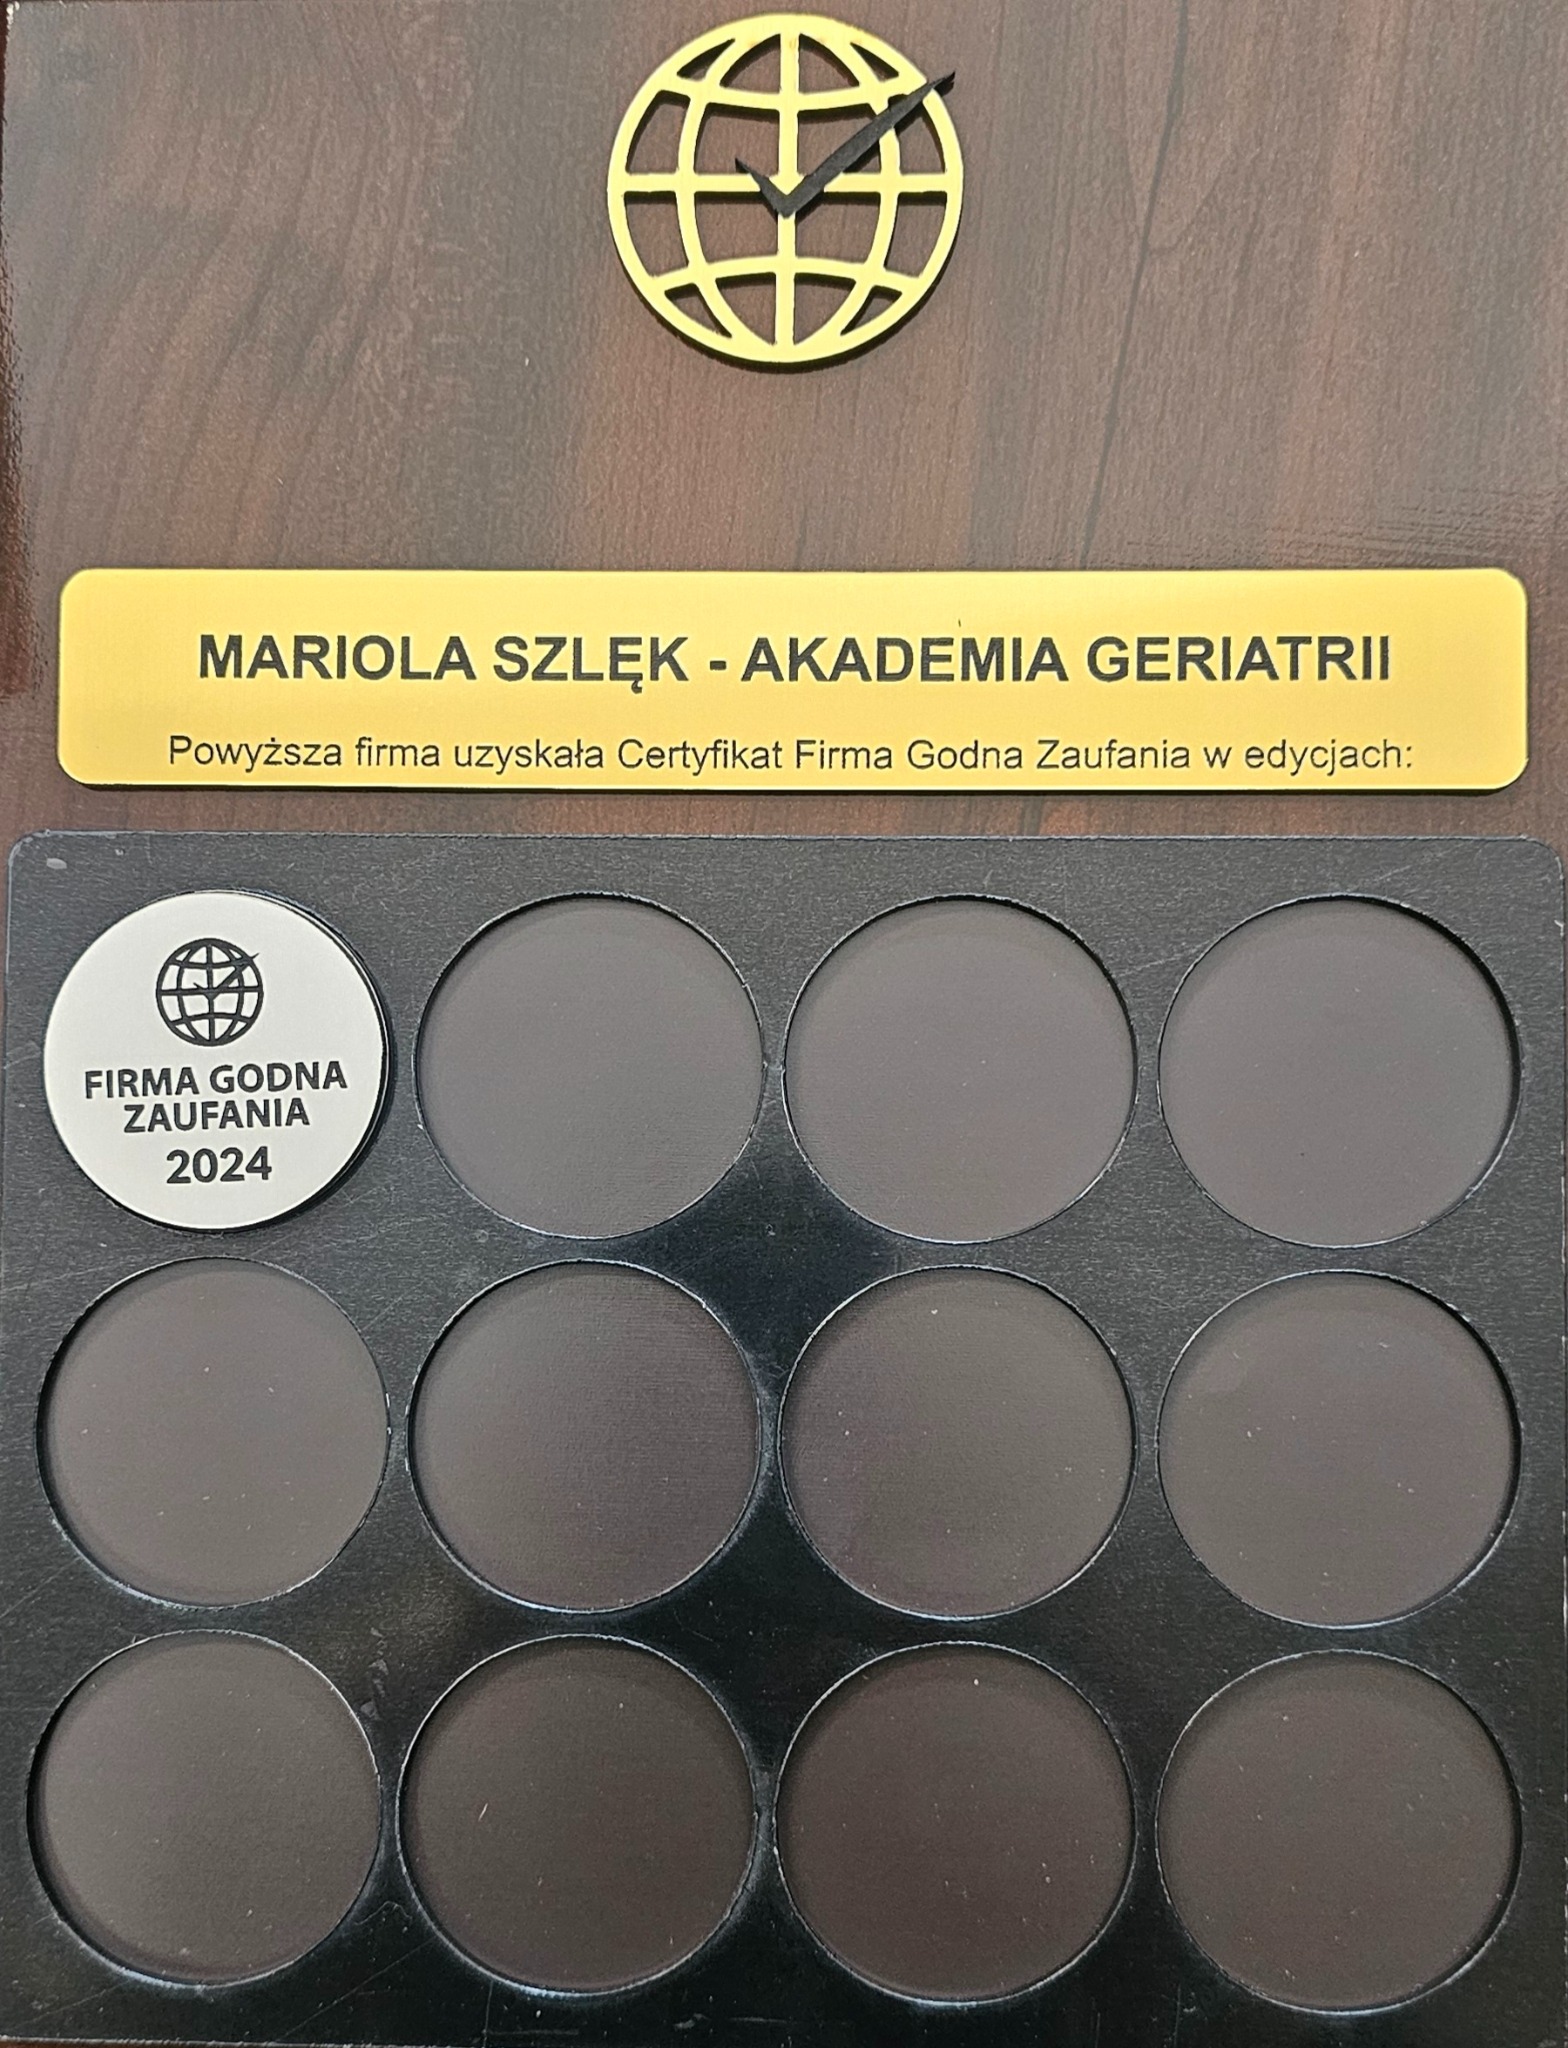 MARIOLA SZLĘK - AKADEMIA GERIATRII
Powyższa firma uzyskała Certyfikat Firma Godna Zaufania w edycjach:
FIRMA GODNA
ZAUFANIA
2024